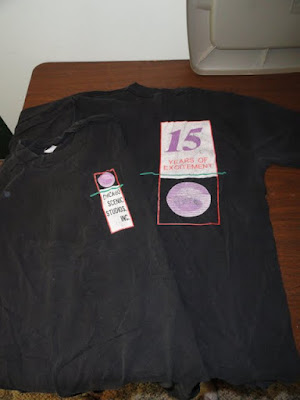 CHICAGO
SCENIC
STUDIOS,
INC
15
YEARS OF
EXCITEMENT